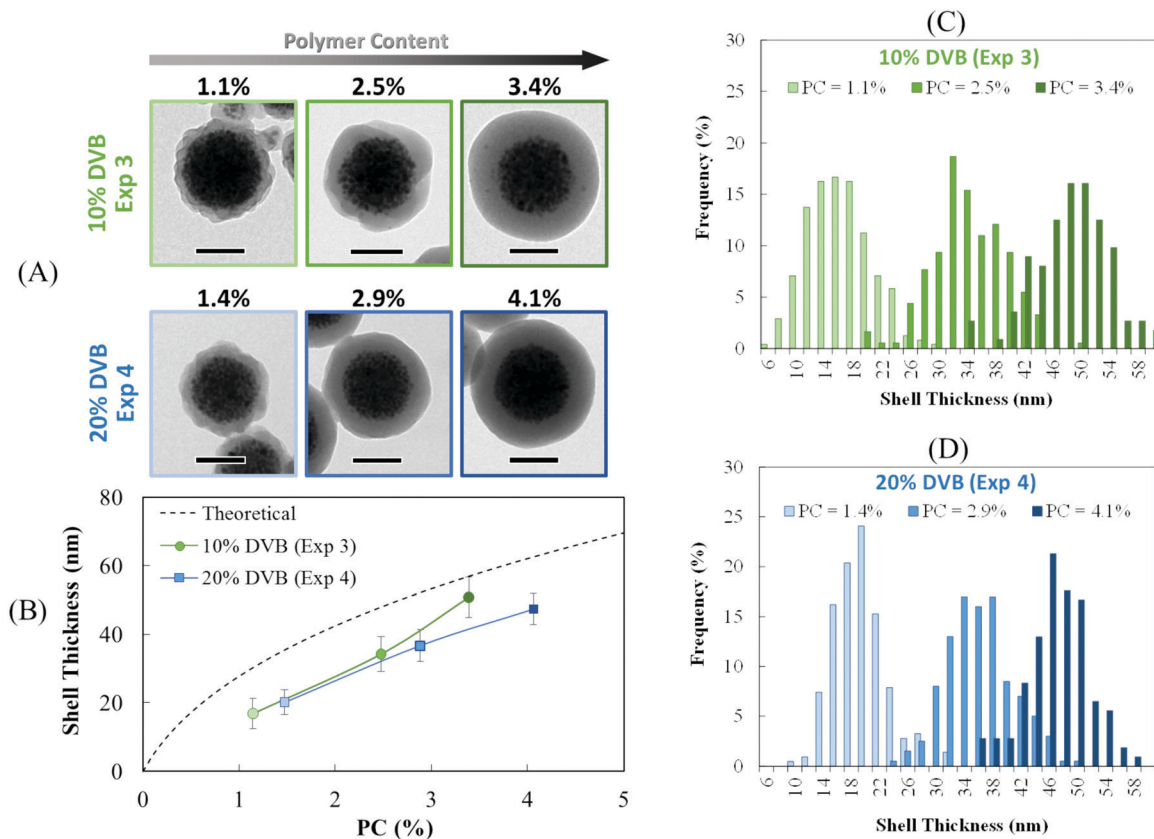 (A)
Polymer Content
1.1% 2.5% 3.4%
10% DVB
Exp 3
1.4% 2.9% 4.1%
20% DVB
Exp 4
(B)
80
60
40
20
0
Shell Thickness (nm)
Theoretical
10% DVB (Exp 3)
20% DVB (Exp 4)
0 1 2 3 4 5
PC (%)
(C)
10% DVB (Exp 3)
PC = 1.1% PC = 2.5% PC = 3.4%
30
25
20
15
10
5
0
Frequency (%)
6 10 14 18 22 26 30 34 38 42 46 50 54 58
Shell Thickness (nm)
(D)
20% DVB (Exp 4)
PC = 1.4% PC = 2.9% PC = 4.1%
30
25
20
15
10
5
0
Frequency (%)
6 10 14 18 22 26 30 34 38 42 46 50 54 58
Shell Thickness (nm)